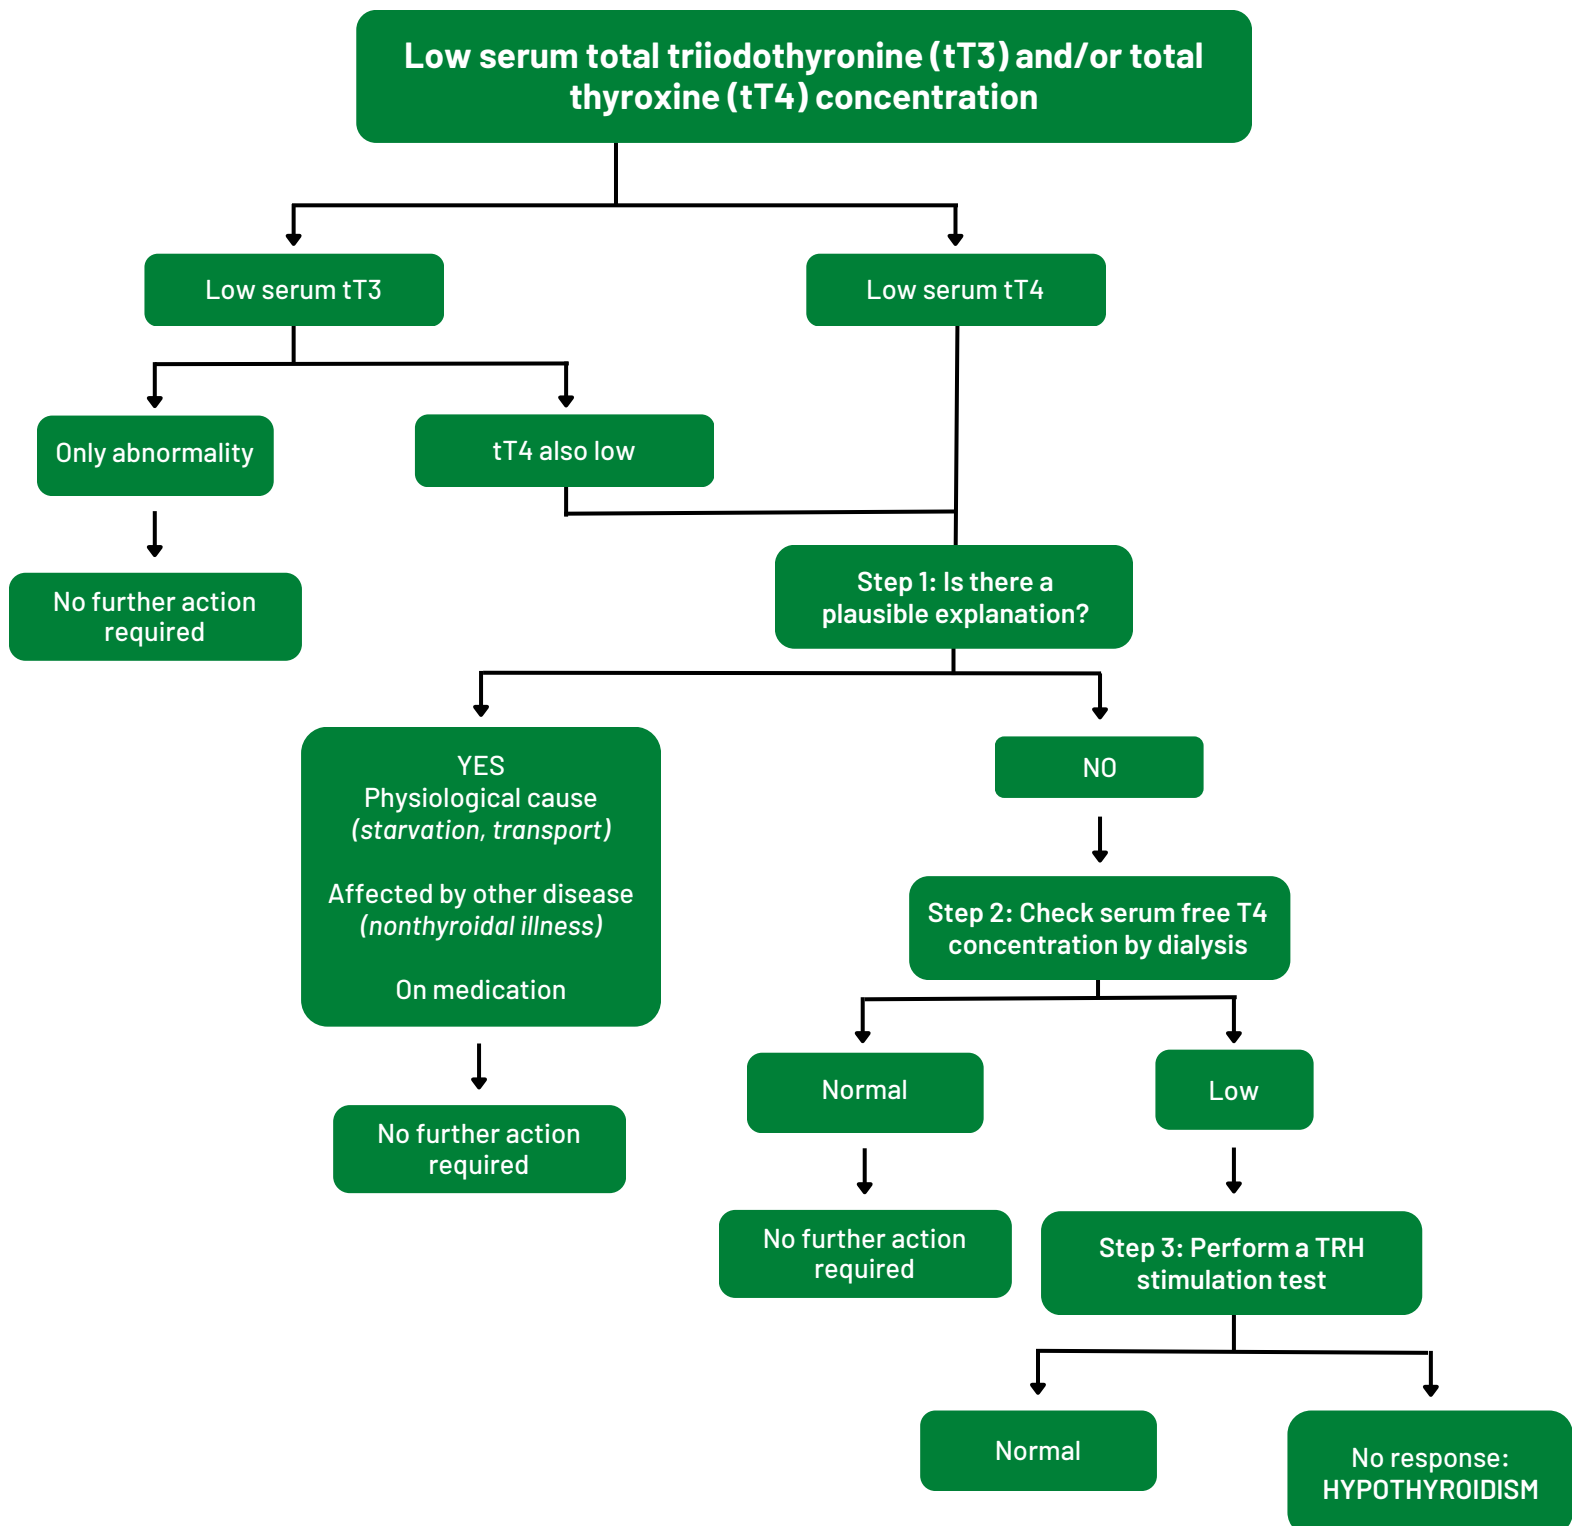 Low serum total triiodothyronine (tT3) and/or total
thyroxine (tT4) concentration
Low serum tT3
Low serum tT4
Only abnormality
tT4 also low
No further action
required
Step 1: Is there a
plausible explanation?
YES
Physiological cause
(starvation, transport)
Affected by other disease
(nonthyroidal illness)
On medication
NO
Step 2: Check serum free T4
concentration by dialysis
Normal
Low
No further action
required
No further action
required
Step 3: Perform a TRH
stimulation test
Normal
No response:
HYPOTHYROIDISM